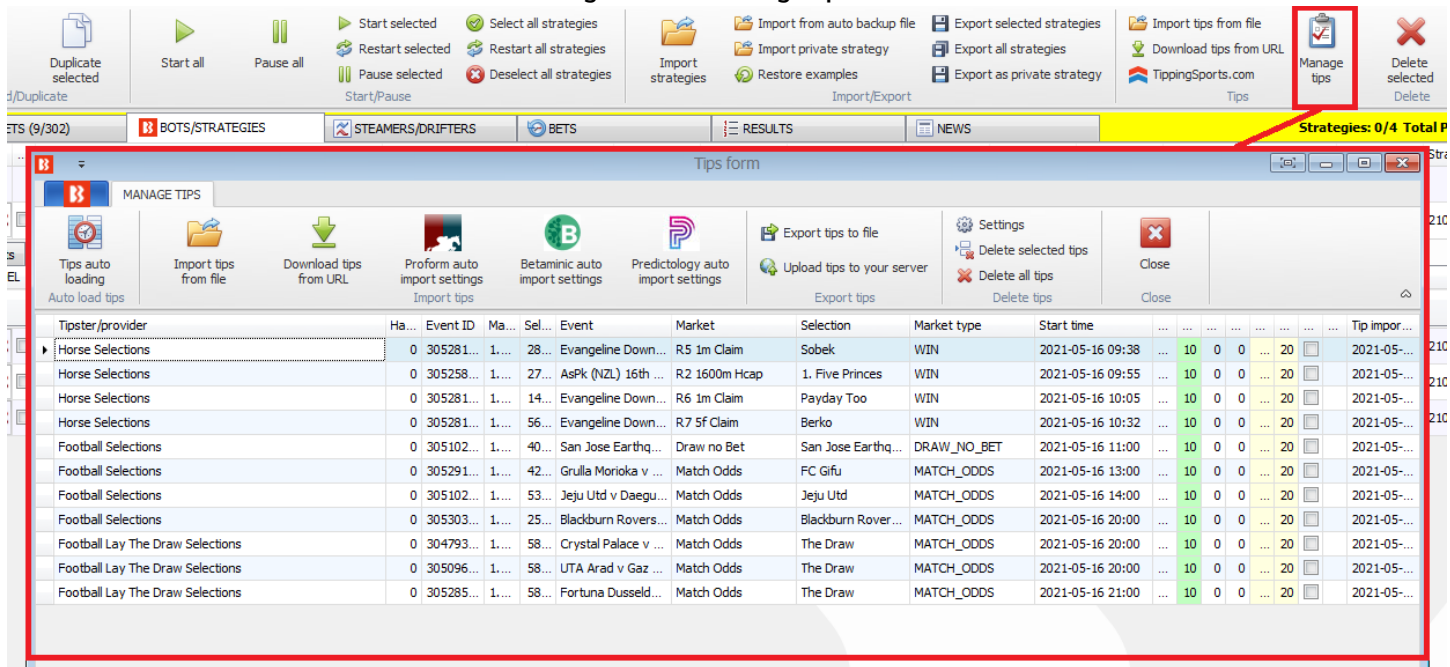 Start selected Select all strategies Import from auto backup file Export selected strategies Import tips from file
Duplicate selected Start all Pause all Restart selected Restart all strategies Import strategies Import private strategy Export all strategies Download tips from URL Manage tips Delete selected
Pause selected Deselect all strategies Restore examples Export as private strategy TippingSports.com
d/Duplicate Start/Pause Import/Export Tips Delete
ETS (9/302) BOTS/STRATEGIES STEAMERS/DRIFTERS BETS RESULTS NEWS Strategies: 0/4 Total P
Tips form
MANAGE TIPS
Tips auto loading Import tips from file Download tips from URL Proform auto import settings Betaminic auto import settings Predictology auto import settings Export tips to file Settings Close
Upload tips to your server Delete selected tips
Delete all tips
Auto load tips Import tips Export tips Delete tips Close
Tipster/provider Ha... Event ID Ma... Sel... Event Market Selection Market type Start time ... ... ... ... ... ... ... ... Tip impor...
Horse Selections 0 305281... 1.... 28... Evangeline Down... R5 1m Claim Sobek WIN 2021-05-16 09:38 ... 10 0 0 ... 20 2021-05-...
Horse Selections 0 305258... 1.... 27... AsPk (NZL) 16th ... R2 1600m Hcap 1. Five Princes WIN 2021-05-16 09:55 ... 10 0 0 ... 20 2021-05-...
Horse Selections 0 305281... 1.... 14... Evangeline Down... R6 1m Claim Payday Too WIN 2021-05-16 10:05 ... 10 0 0 ... 20 2021-05-...
Horse Selections 0 305281... 1.... 56... Evangeline Down... R7 5f Claim Berko WIN 2021-05-16 10:32 ... 10 0 0 ... 20 2021-05-...
Football Selections 0 305102... 1.... 40... San Jose Earthq... Draw no Bet San Jose Earthq... DRAW_NO_BET 2021-05-16 11:00 ... 10 0 0 ... 20 2021-05-...
Football Selections 0 305291... 1.... 42... Grulla Morioka v ... Match Odds FC Gifu MATCH_ODDS 2021-05-16 13:00 ... 10 0 0 ... 20 2021-05-...
Football Selections 0 305102... 1.... 53... Jeju Utd v Daegu... Match Odds Jeju Utd MATCH_ODDS 2021-05-16 14:00 ... 10 0 0 ... 20 2021-05-...
Football Selections 0 305303... 1.... 25... Blackburn Rovers... Match Odds Blackburn Rover... MATCH_ODDS 2021-05-16 20:00 ... 10 0 0 ... 20 2021-05-...
Football Lay The Draw Selections 0 304793... 1.... 58... Crystal Palace v ... Match Odds The Draw MATCH_ODDS 2021-05-16 20:00 ... 10 0 0 ... 20 2021-05-...
Football Lay The Draw Selections 0 305096... 1.... 58... UTA Arad v Gaz ... Match Odds The Draw MATCH_ODDS 2021-05-16 20:00 ... 10 0 0 ... 20 2021-05-...
Football Lay The Draw Selections 0 305285... 1.... 58... Fortuna Dusseld... Match Odds The Draw MATCH_ODDS 2021-05-16 21:00 ... 10 0 0 ... 20 2021-05-...